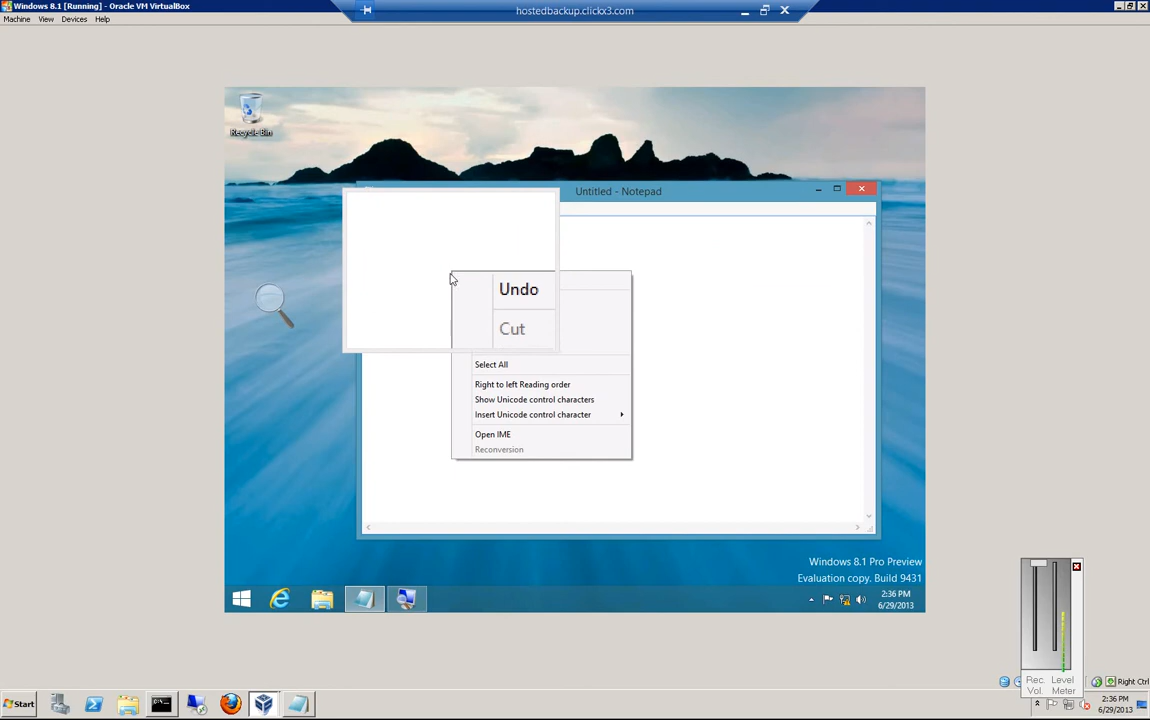 Windows 8.1 [Running] - Oracle VM VirtualBox
hostedbackup.clickx3.com
Machine View Devices Help
Recycle Bin
Untitled - Notepad
Undo
Cut
Select All
Right to left Reading order
Show Unicode control characters
Insert Unicode control character
Open IME
Reconversion
Windows 8.1 Pro Preview
Evaluation copy. Build 9431
2:36 PM
6/29/2013
Rec. Level
Vol. Meter
Right Ctrl
Start
C:\.
2:36 PM
6/29/2013